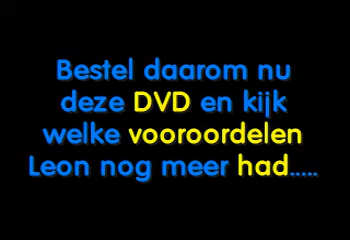 Bestel daarom nu
deze DVD en kijk
welke vooroordelen
Leon nog meer had.....